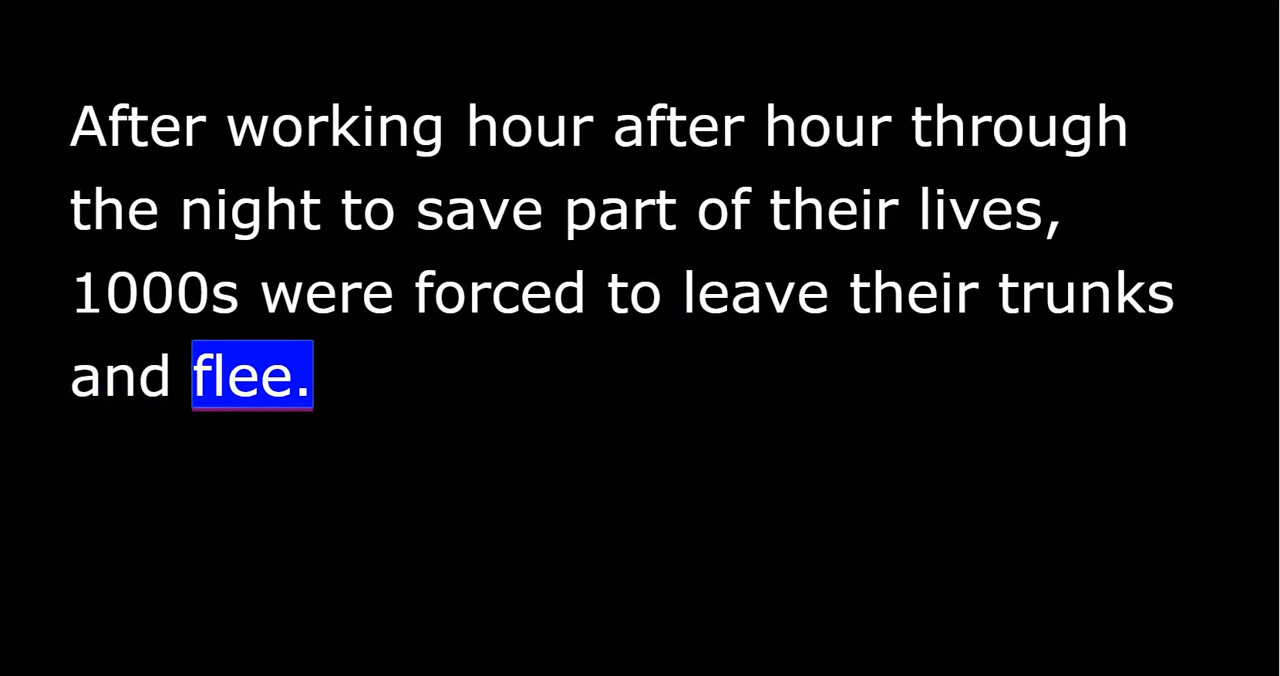 After working hour after hour through
the night to save part of their lives,
1000s were forced to leave their trunks
and flee.